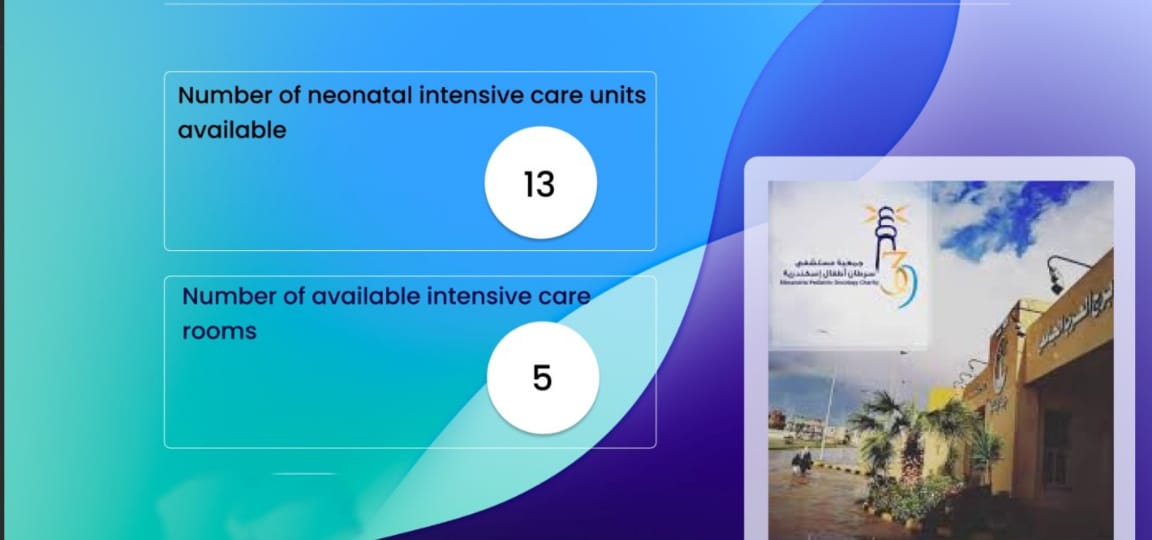 Number of neonatal intensive care units
available
13
Number of available intensive care
rooms
5
جمعية مستشفى
سرطان أطفال إسكندرية
Alexandria Pediatric Oncology Charity
39